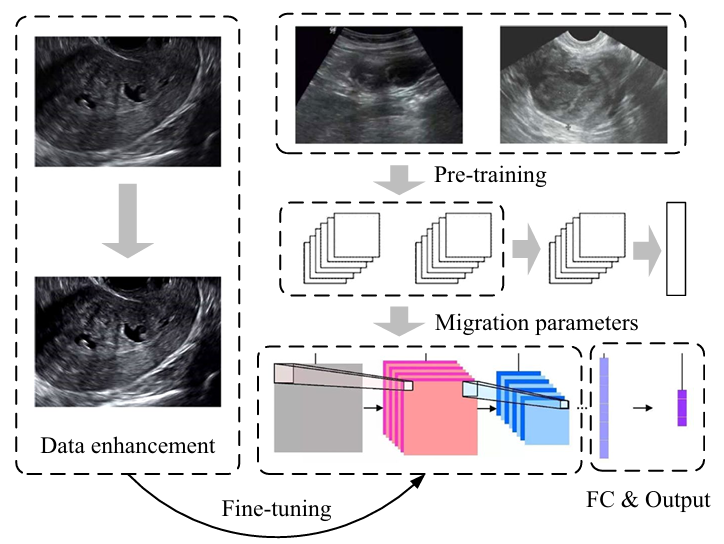 Pre-training
Migration parameters
Data enhancement
Fine-tuning
FC & Output